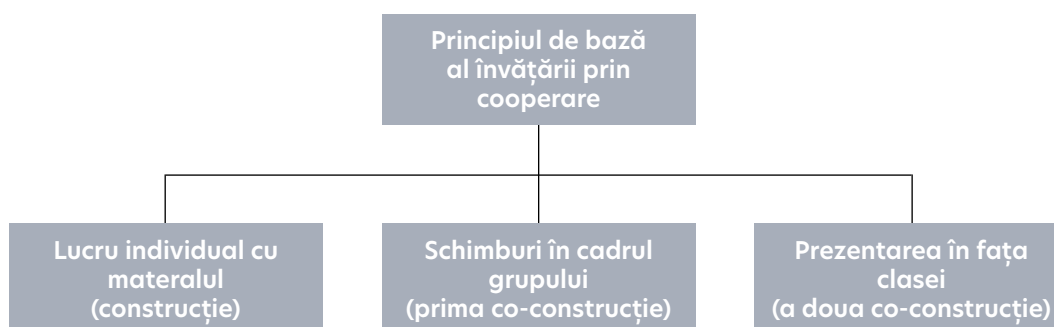 Principiul de bază
al învățării prin
cooperare
Lucru individual cu
materalul
(construcție)
Schimburi în cadrul
grupului
(prima co-construcție)
Prezentarea în fața
clasei
(a doua co-construcție)